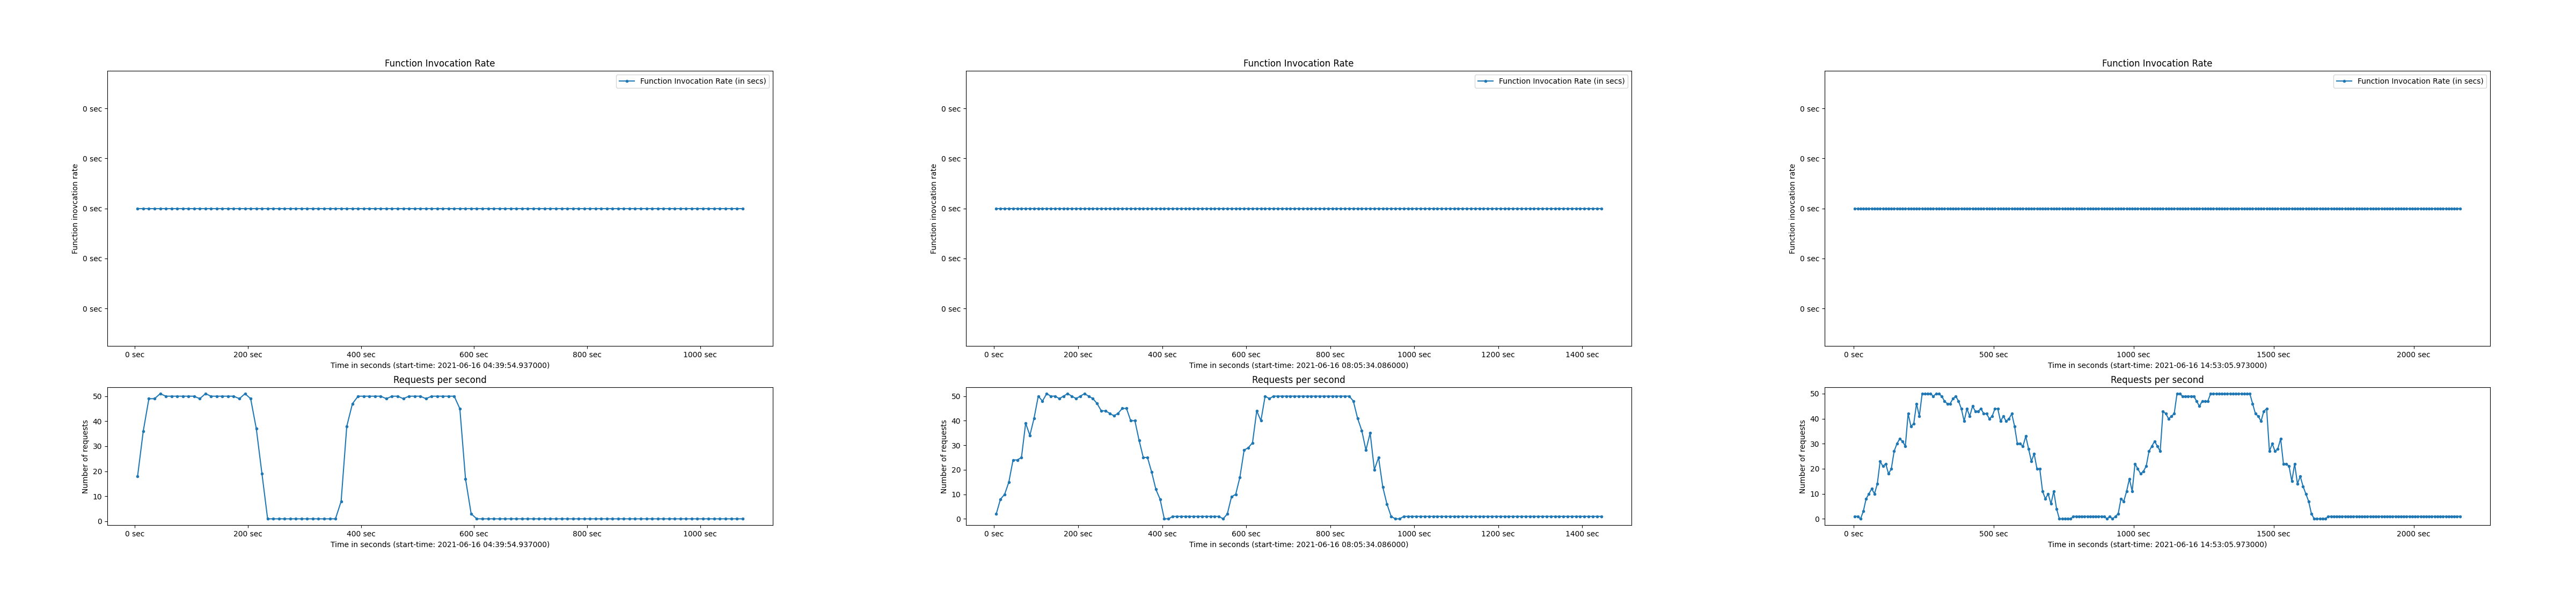 Function Invocation Rate
Function Invocation Rate (in secs)
Function inovcation rate
0 sec
0 sec
0 sec
0 sec
0 sec
0 sec 200 sec 400 sec 600 sec 800 sec 1000 sec
Time in seconds (start-time: 2021-06-16 04:39:54.937000)
Requests per second
Number of requests
50
40
30
20
10
0
0 sec 200 sec 400 sec 600 sec 800 sec 1000 sec
Time in seconds (start-time: 2021-06-16 04:39:54.937000)
Function Invocation Rate
Function Invocation Rate (in secs)
Function inovcation rate
0 sec
0 sec
0 sec
0 sec
0 sec
0 sec 200 sec 400 sec 600 sec 800 sec 1000 sec 1200 sec 1400 sec
Time in seconds (start-time: 2021-06-16 08:05:34.086000)
Requests per second
Number of requests
50
40
30
20
10
0
0 sec 200 sec 400 sec 600 sec 800 sec 1000 sec 1200 sec 1400 sec
Time in seconds (start-time: 2021-06-16 08:05:34.086000)
Function Invocation Rate
Function Invocation Rate (in secs)
Function inovcation rate
0 sec
0 sec
0 sec
0 sec
0 sec
0 sec 500 sec 1000 sec 1500 sec 2000 sec
Time in seconds (start-time: 2021-06-16 14:53:05.973000)
Requests per second
Number of requests
50
40
30
20
10
0
0 sec 500 sec 1000 sec 1500 sec 2000 sec
Time in seconds (start-time: 2021-06-16 14:53:05.973000)